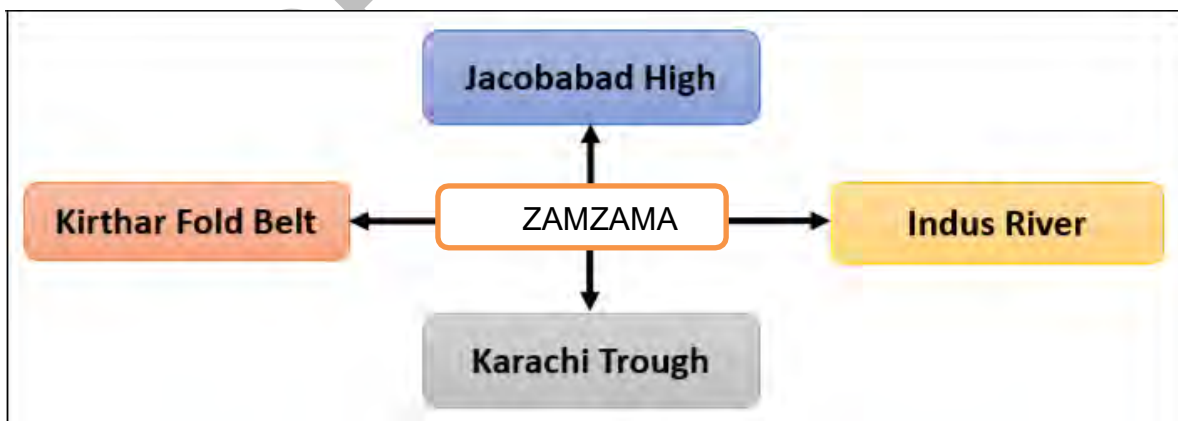 Jacobabad High
Kirthar Fold Belt
ZAMZAMA
Indus River
Karachi Trough